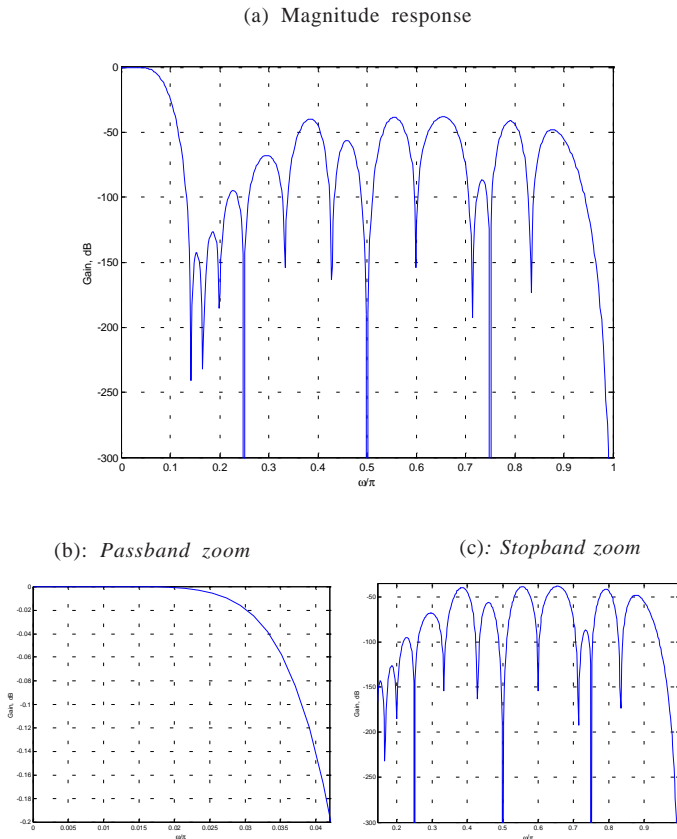 (a) Magnitude response
0
-50
-100
-150
-200
-250
-300
Gain, dB
0 0.1 0.2 0.3 0.4 0.5 0.6 0.7 0.8 0.9 1
ω/π
(b): Passband zoom
0
-0.02
-0.04
-0.06
-0.08
-0.1
-0.12
-0.14
-0.16
-0.18
-0.2
Gain, dB
0 0.005 0.01 0.015 0.02 0.025 0.03 0.035 0.04
ω/π
(c): Stopband zoom
-50
-100
-150
-200
-250
-300
Gain, dB
0.2 0.3 0.4 0.5 0.6 0.7 0.8 0.9
ω/π